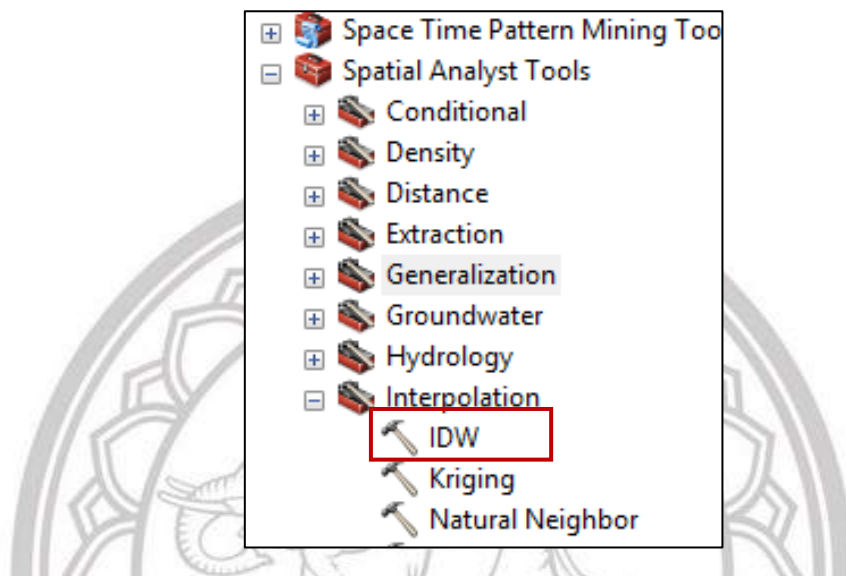 Space Time Pattern Mining Too
Spatial Analyst Tools
Conditional
Density
Distance
Extraction
Generalization
Groundwater
Hydrology
Interpolation
IDW
Kriging
Natural Neighbor